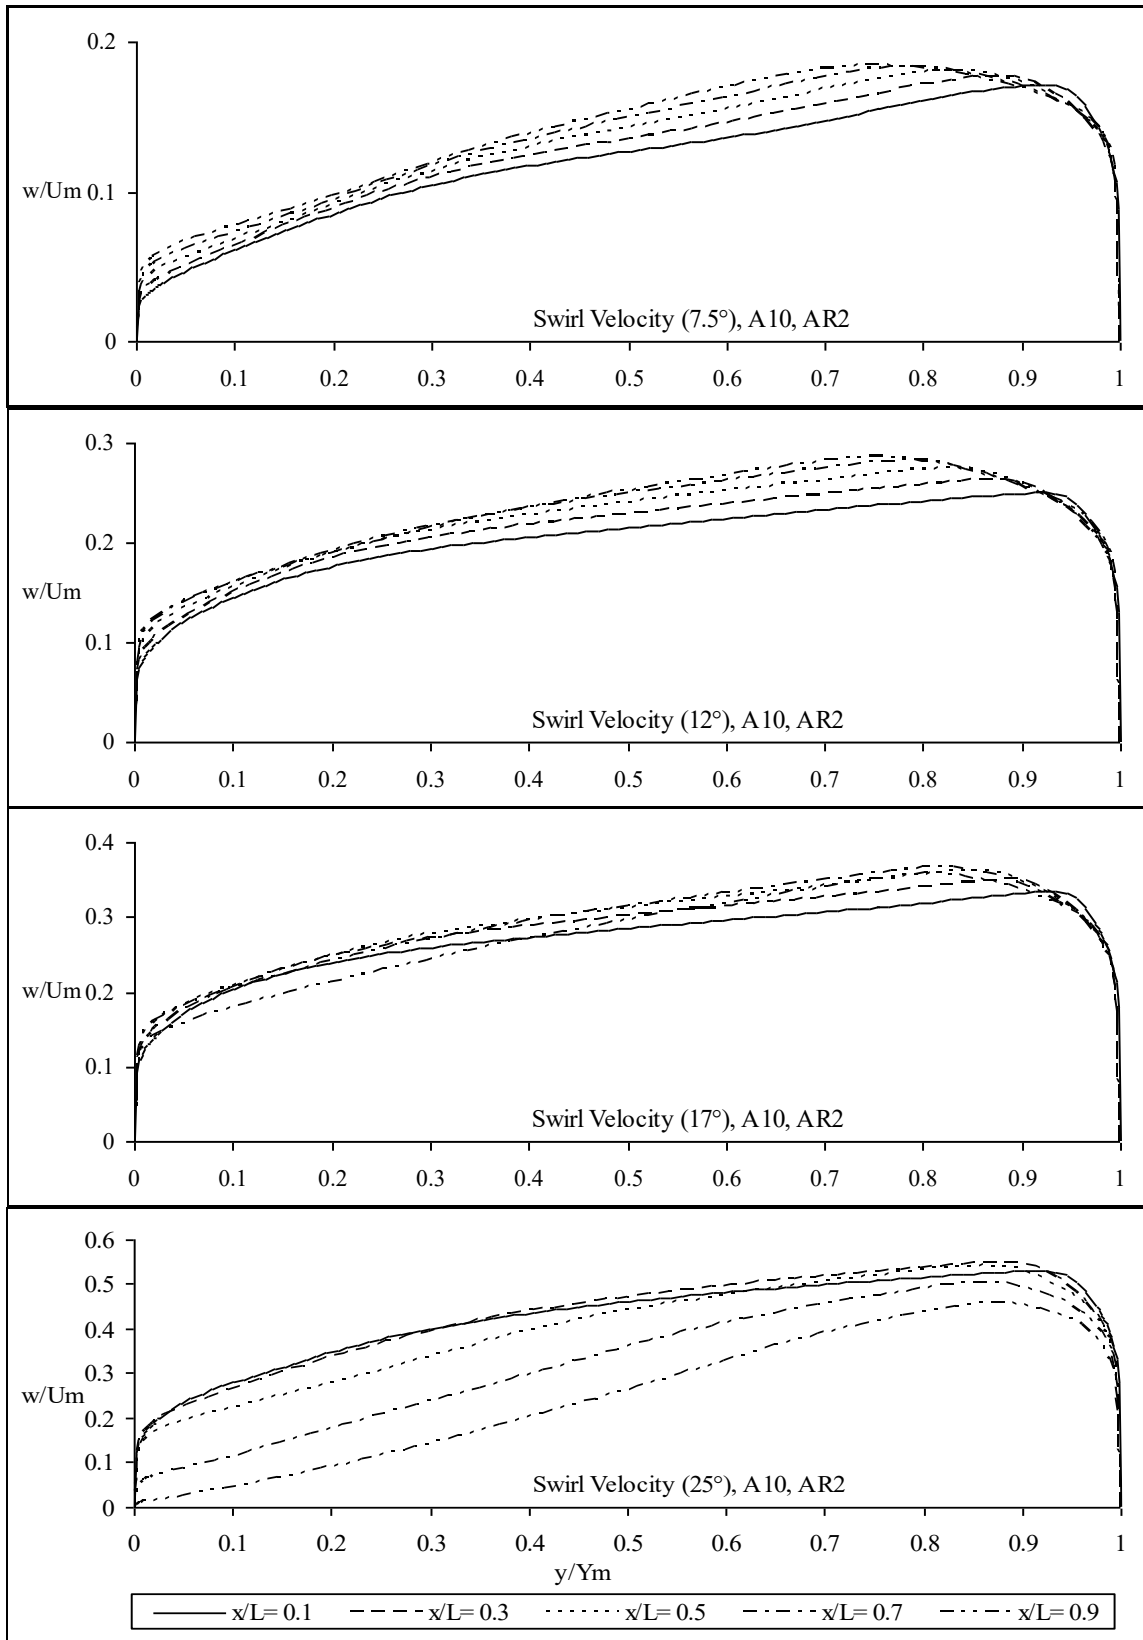 0.2
w/Um 0.1
0
Swirl Velocity (7.5°), A10, AR2
0 0.1 0.2 0.3 0.4 0.5 0.6 0.7 0.8 0.9 1
0.3
0.2
w/Um
0.1
Swirl Velocity (12°), A10, AR2
0
0 0.1 0.2 0.3 0.4 0.5 0.6 0.7 0.8 0.9 1
0.4
0.3
w/Um 0.2
0.1
Swirl Velocity (17°), A10, AR2
0
0 0.1 0.2 0.3 0.4 0.5 0.6 0.7 0.8 0.9 1
0.6
0.5
0.4
0.3
w/Um
0.2
0.1
Swirl Velocity (25°), A10, AR2
0
0 0.1 0.2 0.3 0.4 0.5 0.6 0.7 0.8 0.9 1
y/Ym
x/L= 0.1 x/L= 0.3 x/L= 0.5 x/L= 0.7 x/L= 0.9